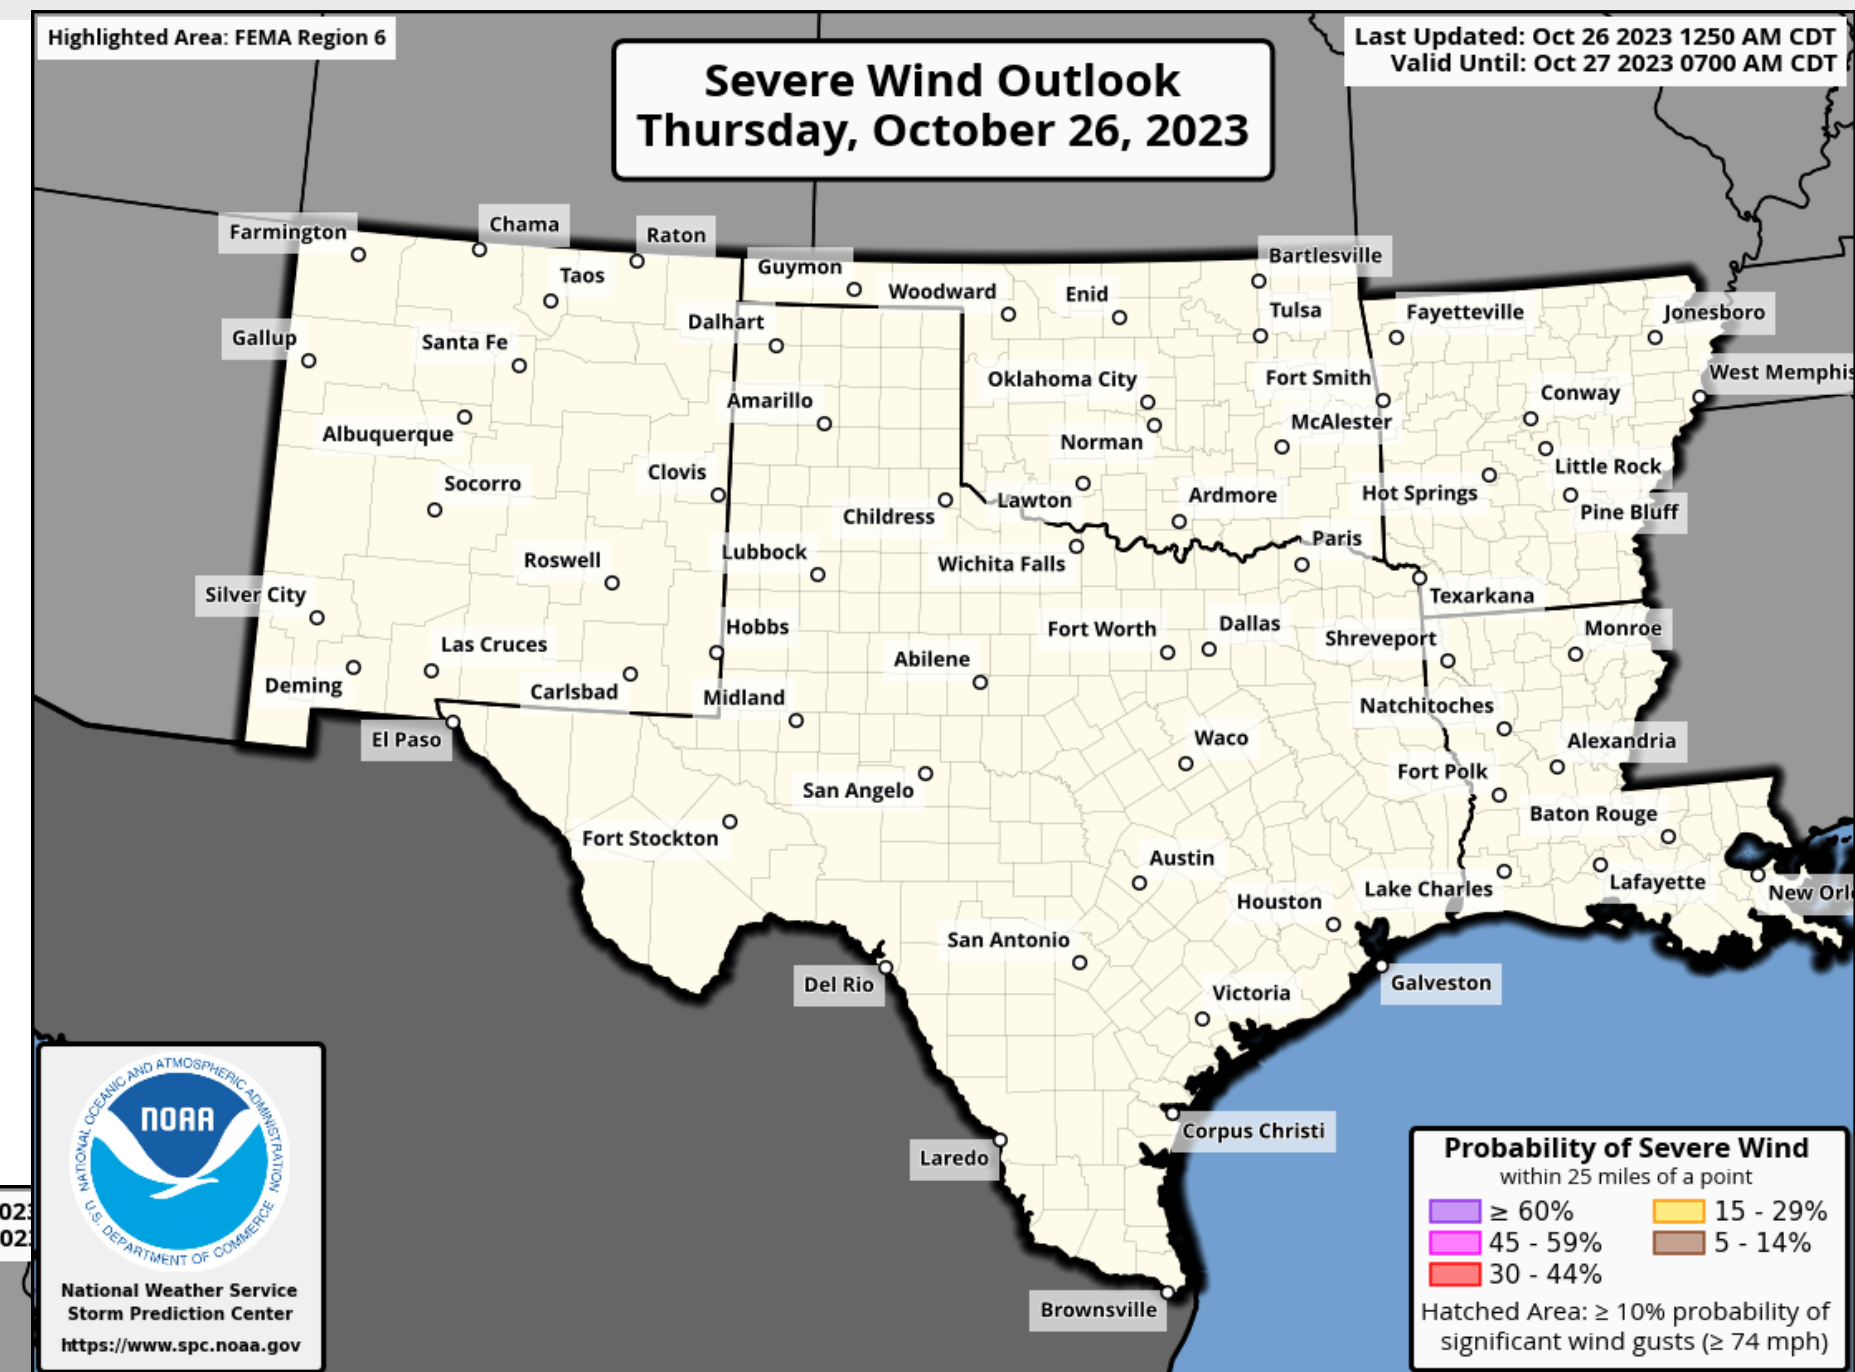 Highlighted Area: FEMA Region 6
Last Updated: Oct 26 2023 1250 AM CDT
Valid Until: Oct 27 2023 0700 AM CDT
Severe Wind Outlook
Thursday, October 26, 2023
Farmington
Chama
Raton
Taos
Guymon
Woodward
Enid
Bartlesville
Tulsa
Fayetteville
Jonesboro
Gallup
Santa Fe
Dalhart
Oklahoma City
Fort Smith
West Memphis
Conway
Amarillo
Albuquerque
Norman
McAlester
Little Rock
Clovis
Socorro
Childress
Lawton
Ardmore
Hot Springs
Pine Bluff
Paris
Roswell
Lubbock
Wichita Falls
Silver City
Texarkana
Las Cruces
Hobbs
Fort Worth
Dallas
Shreveport
Monroe
Abilene
Deming
Carlsbad
Midland
Natchitoches
El Paso
Waco
Alexandria
San Angelo
Fort Polk
Fort Stockton
Baton Rouge
Austin
Lake Charles
Lafayette
New Orl
Houston
San Antonio
Del Rio
Victoria
Galveston
Corpus Christi
Laredo
Brownsville
023
023
NATIONAL OCEANIC AND ATMOSPHERIC ADMINISTRATION
NOAA
U.S. DEPARTMENT OF COMMERCE
National Weather Service
Storm Prediction Center
https://www.spc.noaa.gov
Probability of Severe Wind
within 25 miles of a point
≥ 60% 15 - 29%
45 - 59% 5 - 14%
30 - 44%
Hatched Area: ≥ 10% probability of
significant wind gusts (≥ 74 mph)